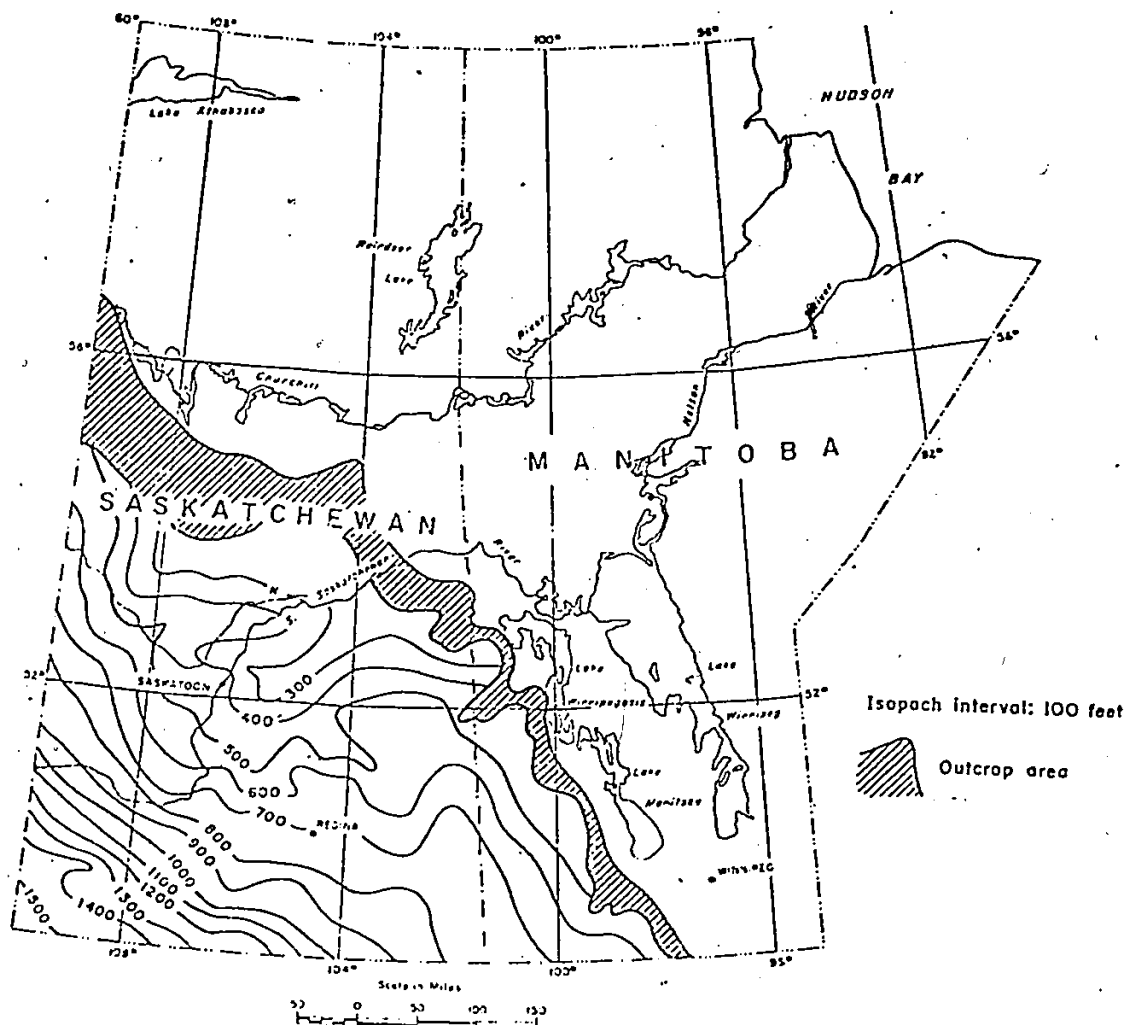 60°
108°
104°
100°
96°
HUDSON
BAY
Lake Athabasca
Reindeer
Lake
River
River
56°
56°
Churchill
Nelson
92°
MANITOBA
SASKATCHEWAN
River
Saskatchewan
N.
S.
52°
SASKATOON
300
400
500
600
700
REGINA
800
900
1000
1100
1200
1300
1400
1500
Lake
Winnipegosis
Lake
Winnipeg
52°
Lake
Manitoba
Isopach interval: 100 feet
Outcrop area
108°
104°
100°
Scale in Miles
50 0 50 100 150